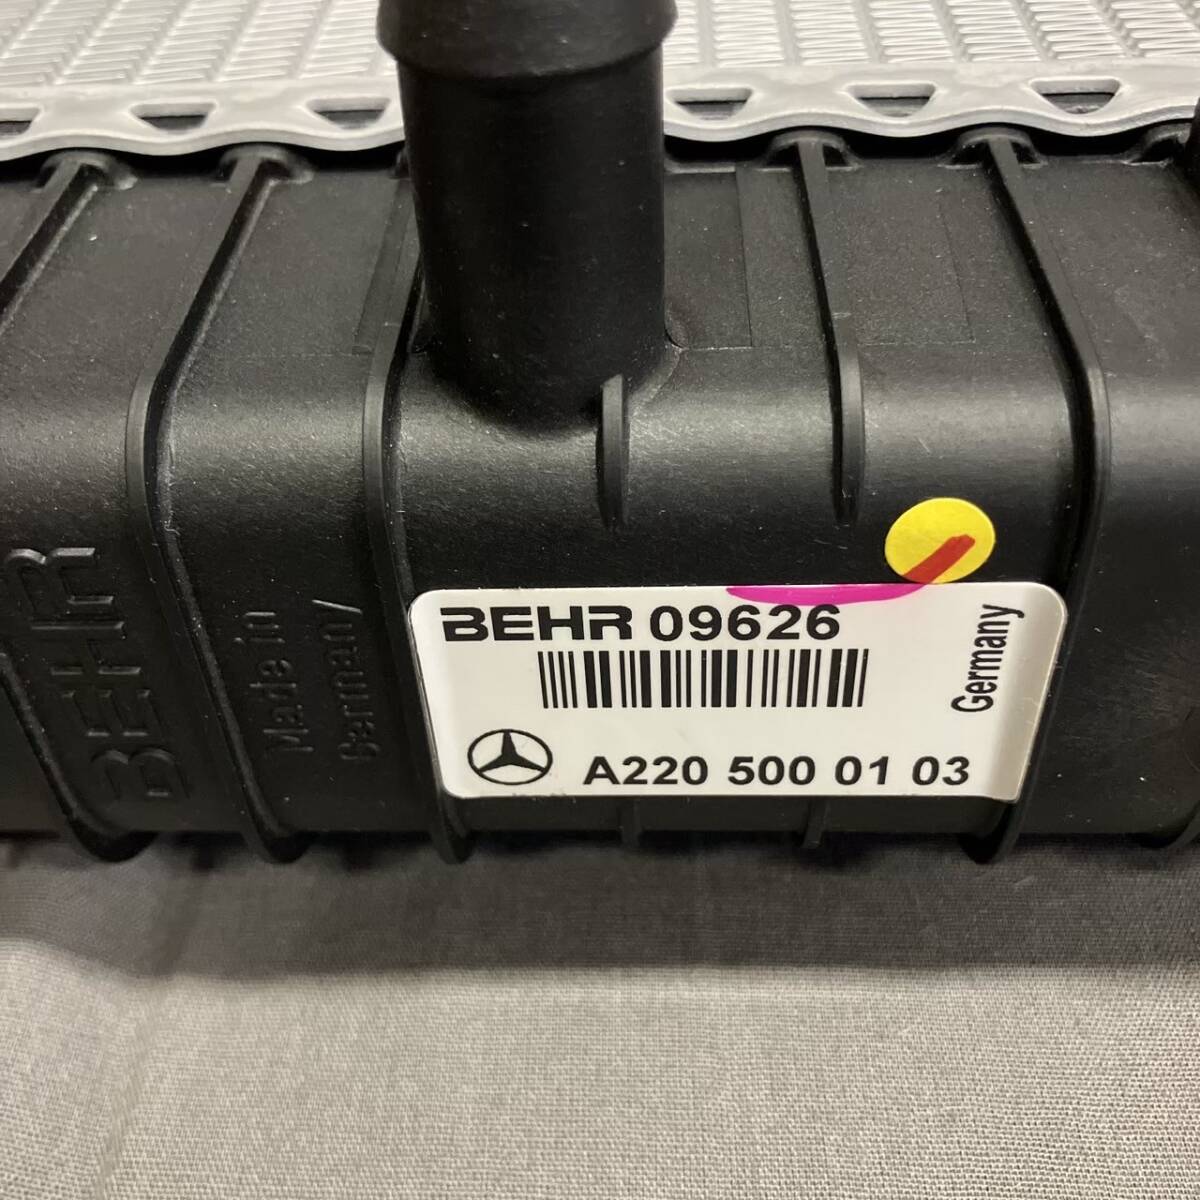 BEHR
Made in
Germany
BEHR 09626
Germany
A220 500 01 03